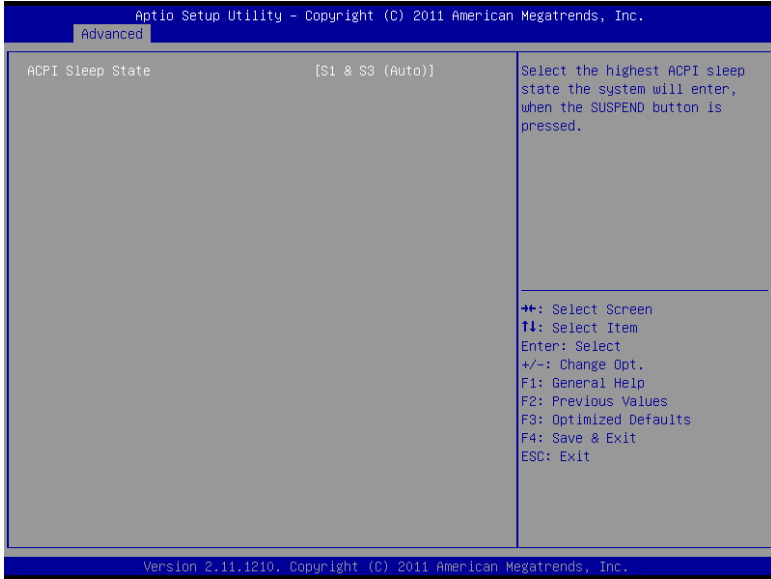 Aptio Setup Utility – Copyright (C) 2011 American Megatrends, Inc.
Advanced
ACPI Sleep State [S1 & S3 (Auto)]
Select the highest ACPI sleep
state the system will enter,
when the SUSPEND button is
pressed.
→←: Select Screen
↑↓: Select Item
Enter: Select
+/-: Change Opt.
F1: General Help
F2: Previous Values
F3: Optimized Defaults
F4: Save & Exit
ESC: Exit
Version 2.11.1210. Copyright (C) 2011 American Megatrends, Inc.